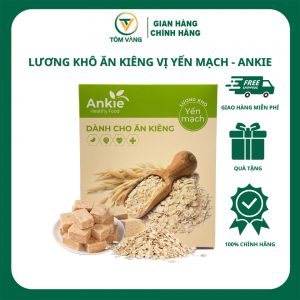 TÔM VÀNG
GIAN HÀNG
CHÍNH HÃNG
LƯƠNG KHÔ ĂN KIÊNG VỊ YẾN MẠCH - ANKIE
Ankie
Healthy Food
LƯƠNG KHÔ
Yến
mạch
DÀNH CHO ĂN KIÊNG
FREE
SHIPPING
GIAO HÀNG MIỄN PHÍ
QUÀ TẶNG
100% CHÍNH HÃNG